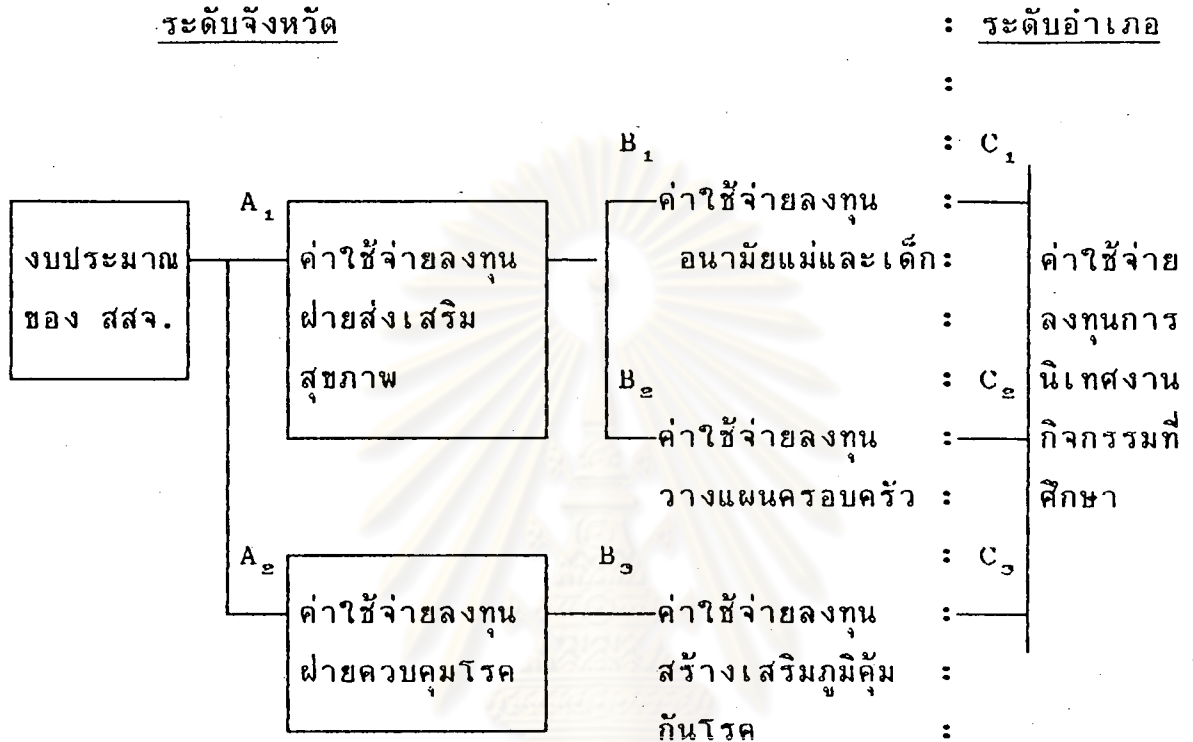 ระดับจังหวัด : ระดับอำเภอ
:
B₁ : C₁
A₁ ค่าใช้จ่ายลงทุน :
งบประมาณ ค่าใช้จ่ายลงทุน อนามัยแม่และเด็ก: ค่าใช้จ่าย
ของ สสจ. ฝ่ายส่งเสริม : ลงทุนการ
สุขภาพ B₂ : C₂ นิเทศงาน
ค่าใช้จ่ายลงทุน : กิจกรรมที่
วางแผนครอบครัว : ศึกษา
A₂ B₃ : C₃
ค่าใช้จ่ายลงทุน ค่าใช้จ่ายลงทุน :
ฝ่ายควบคุมโรค สร้างเสริมภูมิคุ้ม :
กันโรค :